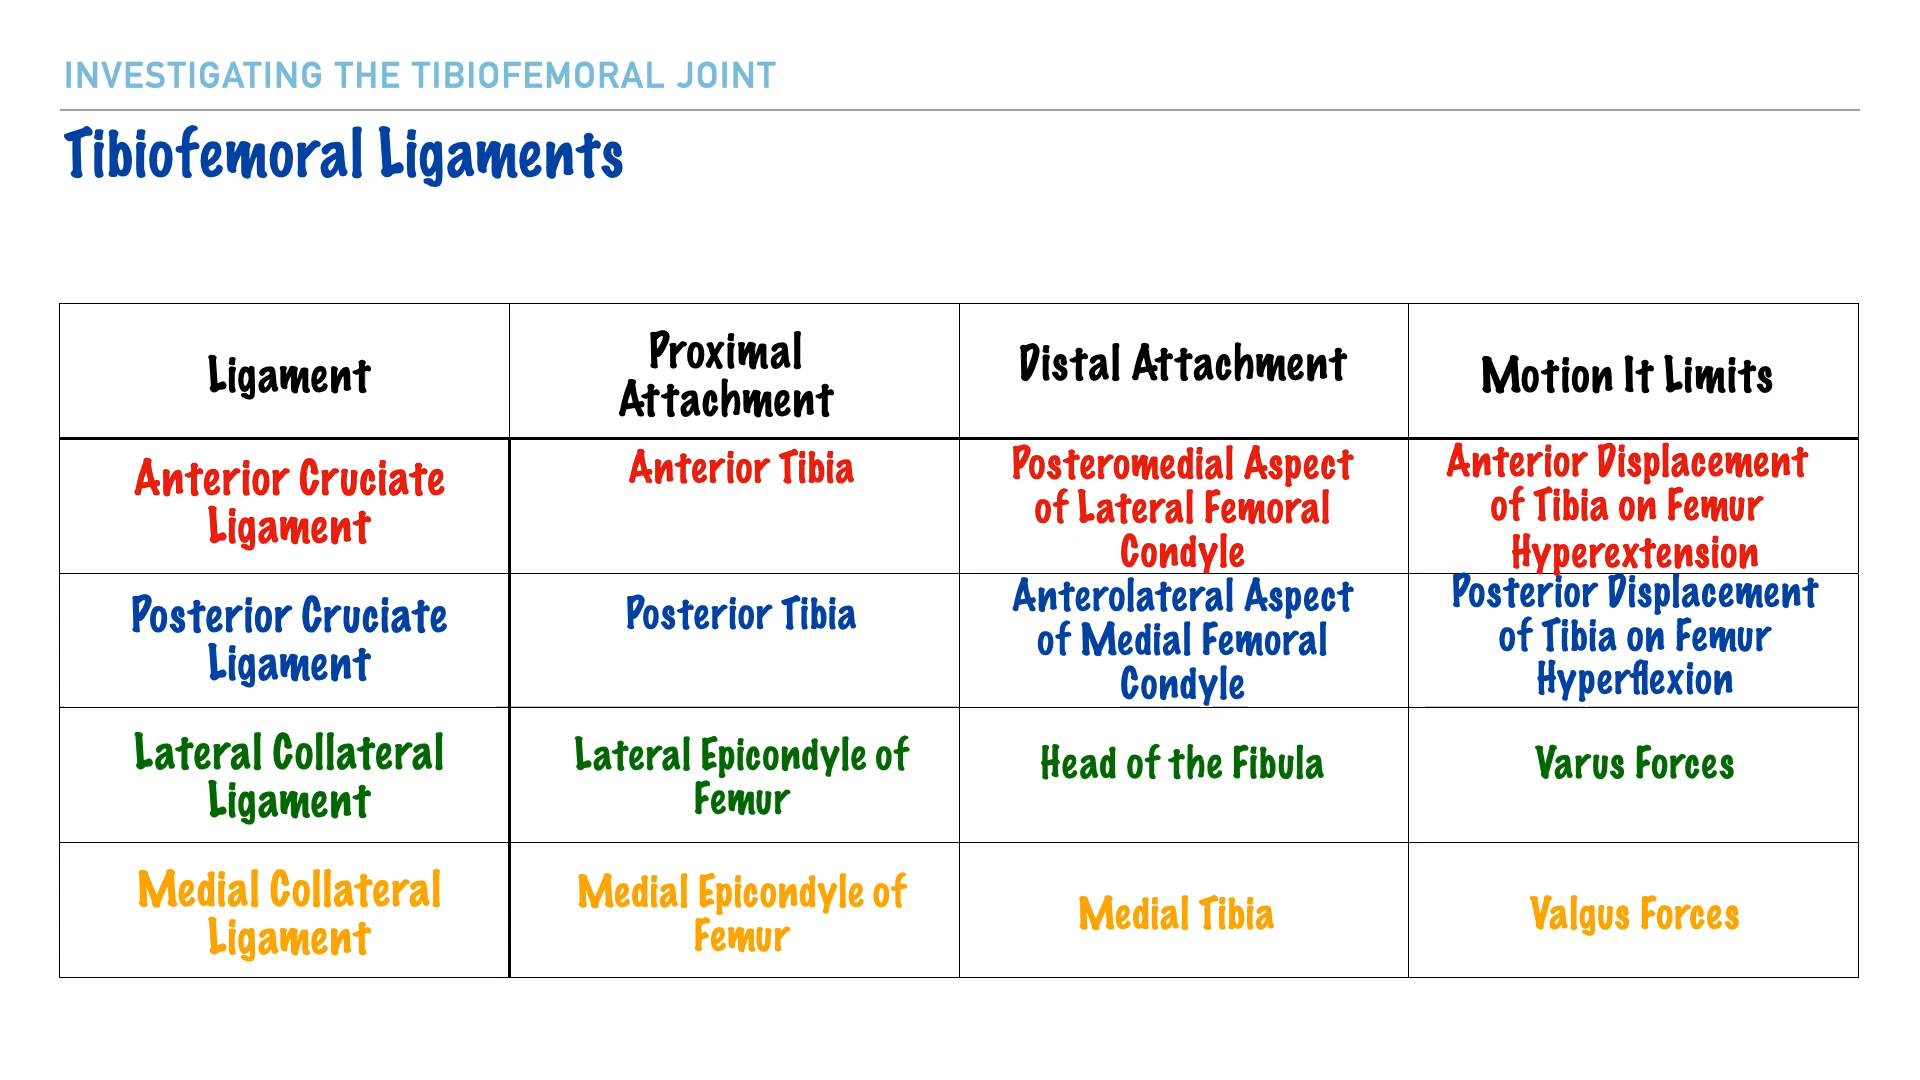 INVESTIGATING THE TIBIOFEMORAL JOINT
Tibiofemoral Ligaments
Ligament
Proximal
Attachment
Distal Attachment
Motion It Limits
Anterior Cruciate
Ligament
Anterior Tibia
Posteromedial Aspect
of Lateral Femoral
Condyle
Anterior Displacement
of Tibia on Femur
Hyperextension
Posterior Cruciate
Ligament
Posterior Tibia
Anterolateral Aspect
of Medial Femoral
Condyle
Posterior Displacement
of Tibia on Femur
Hyperflexion
Lateral Collateral
Ligament
Lateral Epicondyle of
Femur
Head of the Fibula
Varus Forces
Medial Collateral
Ligament
Medial Epicondyle of
Femur
Medial Tibia
Valgus Forces